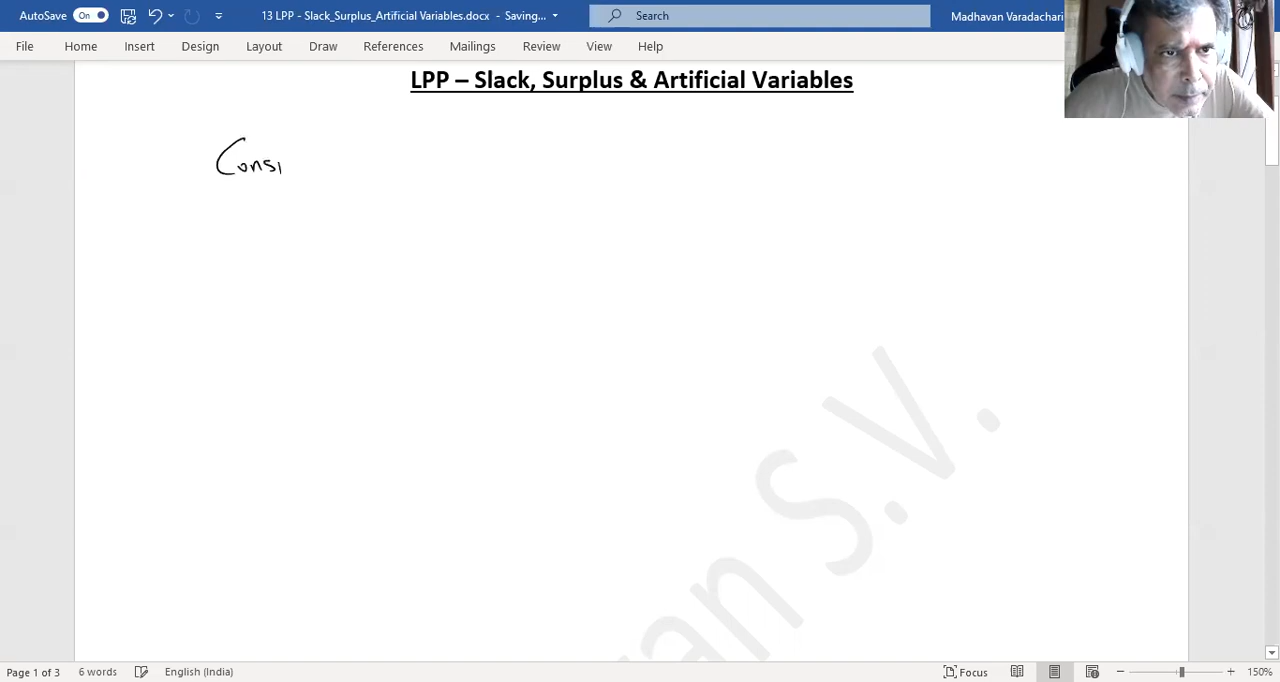 AutoSave On 13 LPP - Slack_Surplus_Artificial Variables.docx - Saving... Search Madhavan Varadachari
File Home Insert Design Layout Draw References Mailings Review View Help
LPP – Slack, Surplus & Artificial Variables
Consi
an S.V.
Page 1 of 3 6 words English (India) Focus 150%